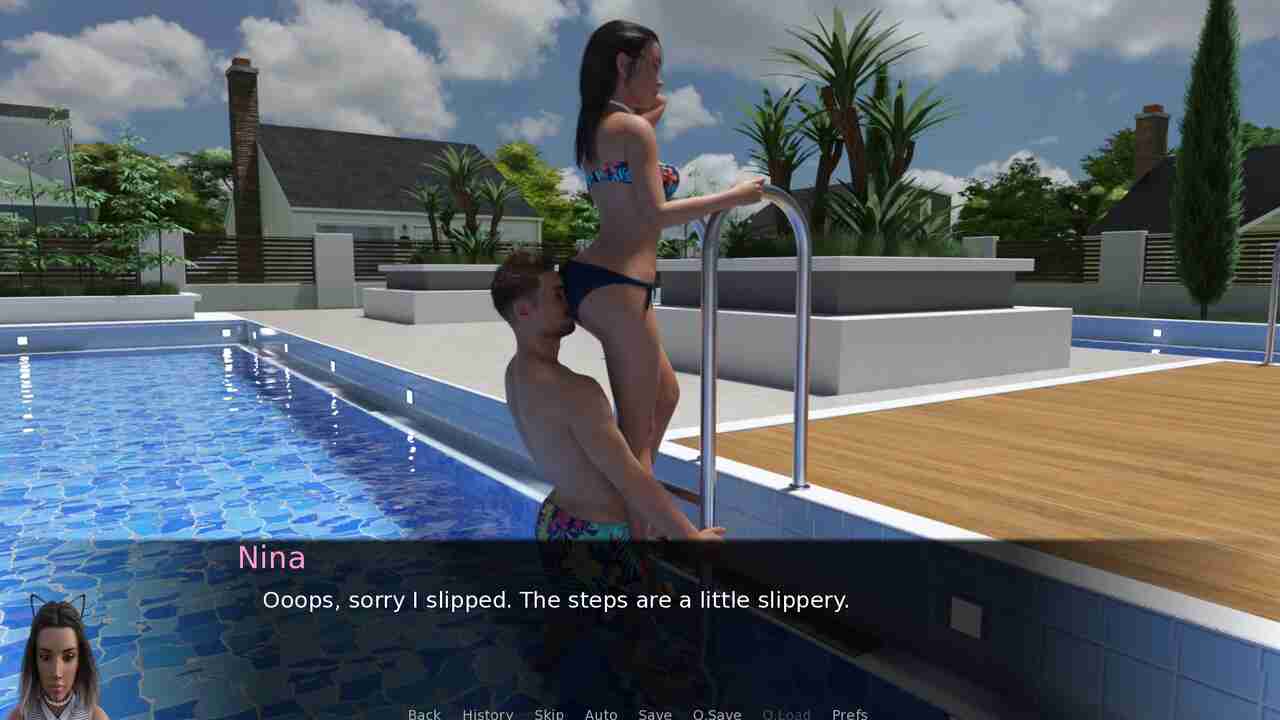 Nina
Ooops, sorry I slipped. The steps are a little slippery.
Back History Skip Auto Save Q.Save Q.Load Prefs